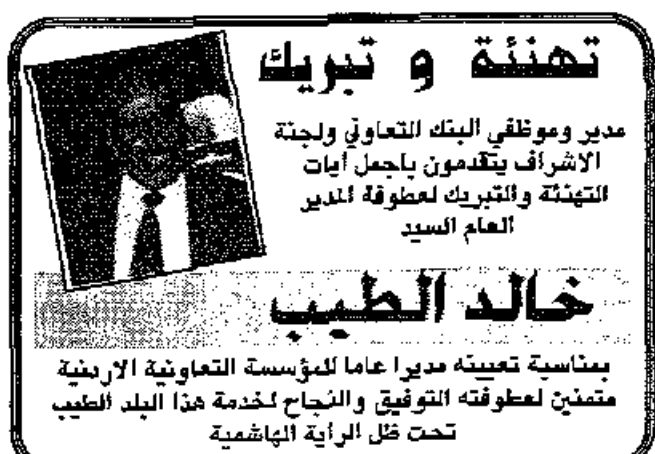 تهنئة و تبريك
مدير وموظفي البنك التعاوني ولجنة
الاشراف يتقدمون باجمل آيات
التهنئة والتبريك لعطوفة المدير
العام السيد
خالد الطيب
بمناسبة تعيينه مديرا عاما للمؤسسة التعاونية الاردنية
متمنين لعطوفته التوفيق والنجاح لخدمة هذا البلد الطيب
تحت ظل الراية الهاشمية